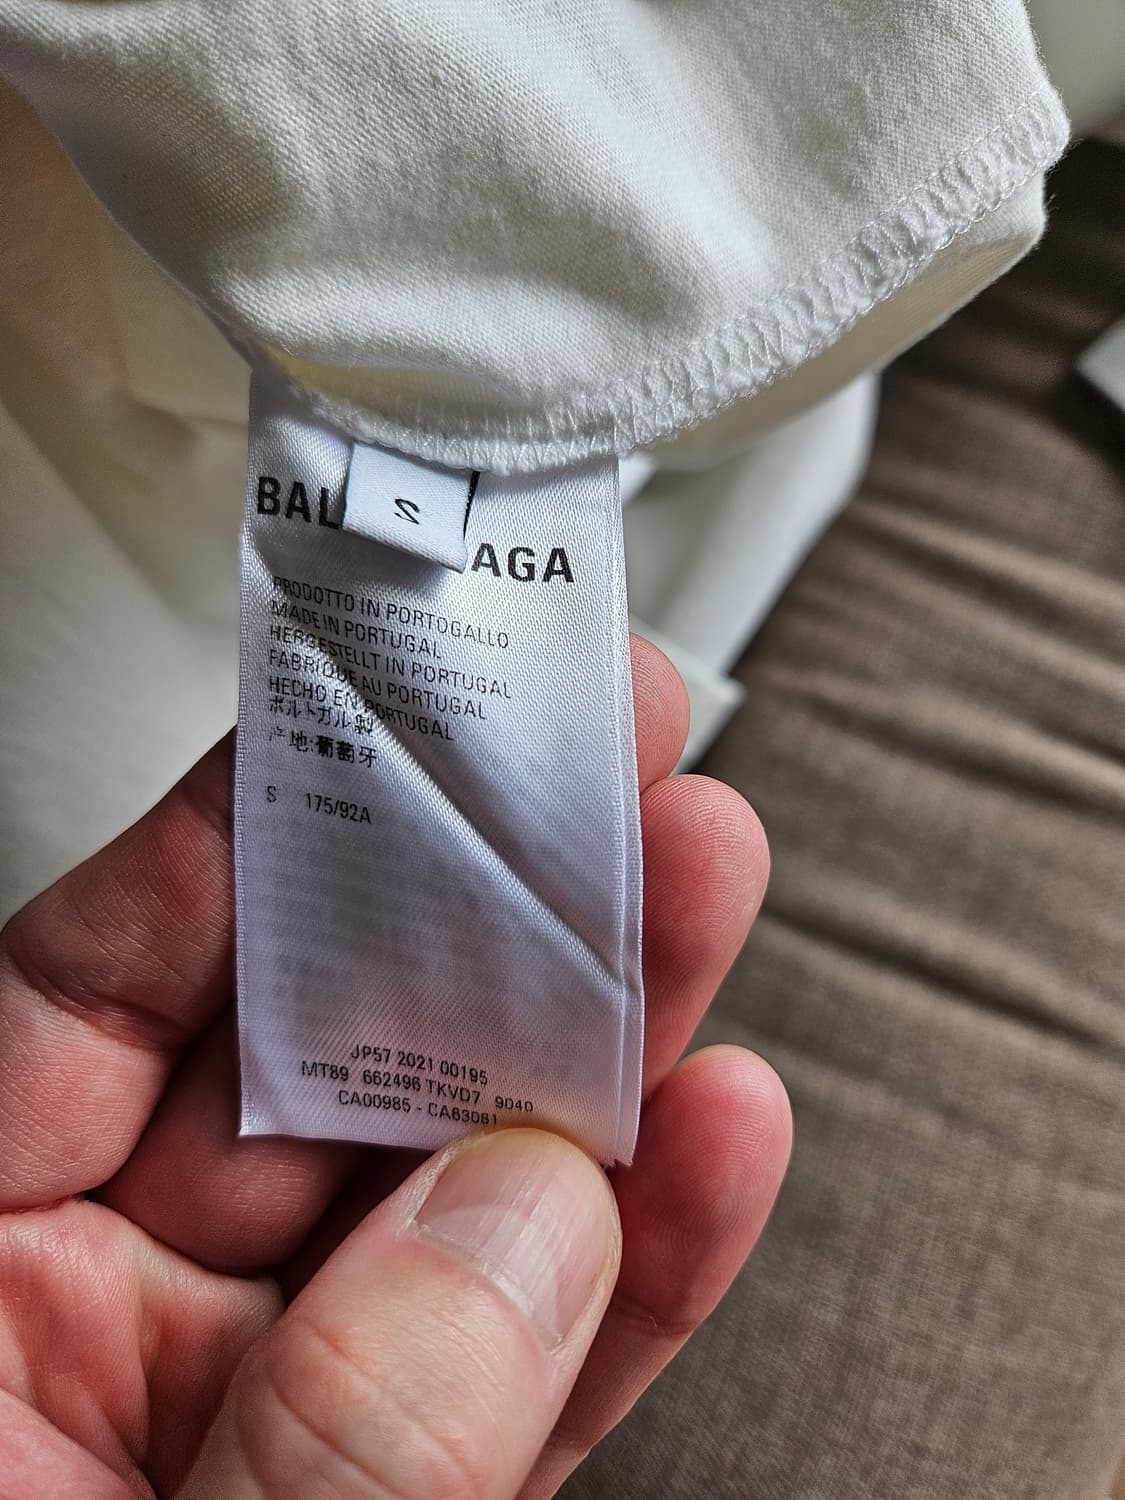 BAL AGA
S
PRODOTTO IN PORTOGALLO
MADE IN PORTUGAL
HERGESTELLT IN PORTUGAL
FABRIQUE AU PORTUGAL
HECHO EN PORTUGAL
ポルトガル製
产地:葡萄牙
S 175/92A
JP57 2021 00195
MT89 662496 TKVD7 9040
CA00985 - CA63081